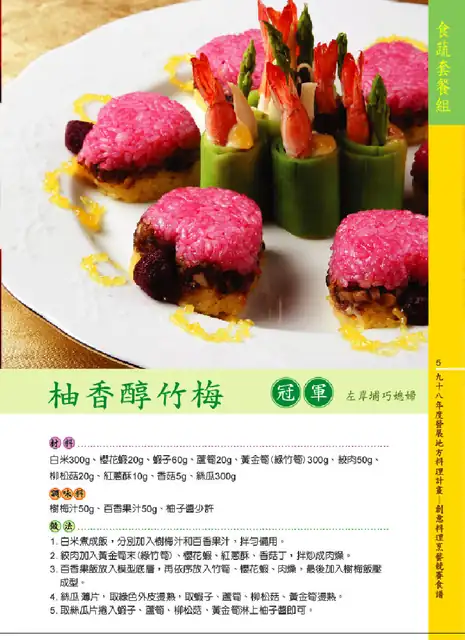 食蔬套餐組
柚香醇竹梅
冠軍
左岸埔巧媳婦
材料
白米300g、櫻花蝦20g、蝦子60g、蘆筍20g、黃金筍(綠竹筍)300g、絞肉50g、
柳松菇20g、紅蔥酥10g、香菇5g、絲瓜300g
調味料
樹梅汁50g、百香果汁50g、柚子醬少許
做法
1. 白米煮成飯，分別加入樹梅汁和百香果汁，拌勻備用。
2. 絞肉加入黃金筍末(綠竹筍)、櫻花蝦、紅蔥酥、香菇丁，拌炒成肉燥。
3. 百香果飯放入模型底層，再依序放入竹筍、櫻花蝦、肉燥，最後加入樹梅飯壓
成型。
4. 絲瓜薄片，取綠色外皮燙熟，取蝦子、蘆筍、柳松菇、黃金筍燙熟。
5. 取絲瓜片捲入蝦子、蘆筍、柳松菇、黃金筍淋上柚子醬即可。
5
九十八年度發展地方料理計畫—創意料理烹藝競賽食譜